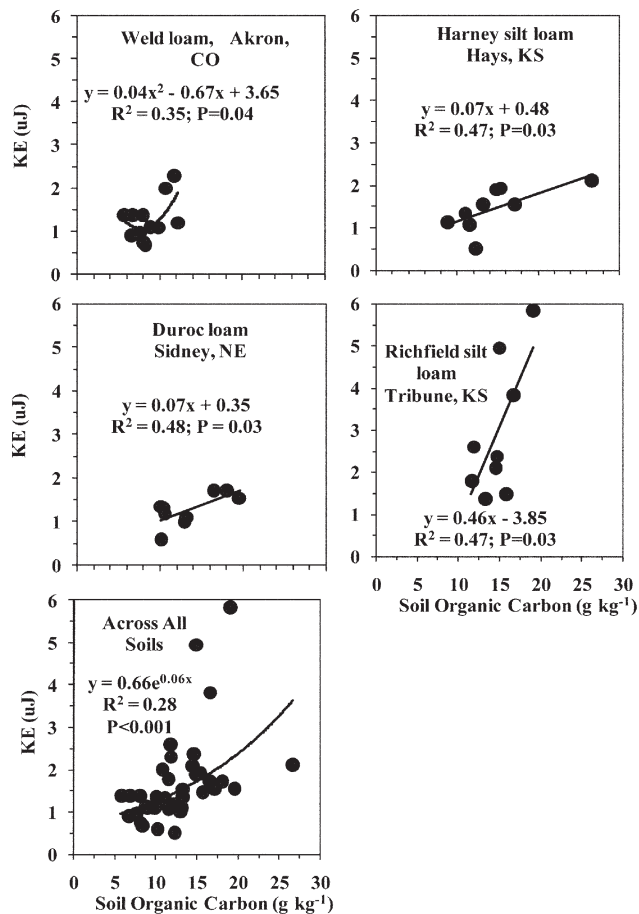 6
5
4
3
2
1
0
KE (uJ)
Weld loam, Akron,
CO
y = 0.04x² - 0.67x + 3.65
R² = 0.35; P=0.04
6
5
4
3
2
1
0
Harney silt loam
Hays, KS
y = 0.07x + 0.48
R² = 0.47; P=0.03
6
5
4
3
2
1
0
KE (uJ)
Duroc loam
Sidney, NE
y = 0.07x + 0.35
R² = 0.48; P = 0.03
6
5
4
3
2
1
0
Richfield silt
loam
Tribune, KS
y = 0.46x - 3.85
R² = 0.47; P=0.03
0 5 10 15 20 25 30
Soil Organic Carbon (g kg⁻¹)
6
5
4
3
2
1
0
KE (uJ)
Across All
Soils
y = 0.66e⁰·⁰⁶ˣ
R² = 0.28
P<0.001
0 5 10 15 20 25 30
Soil Organic Carbon (g kg⁻¹)